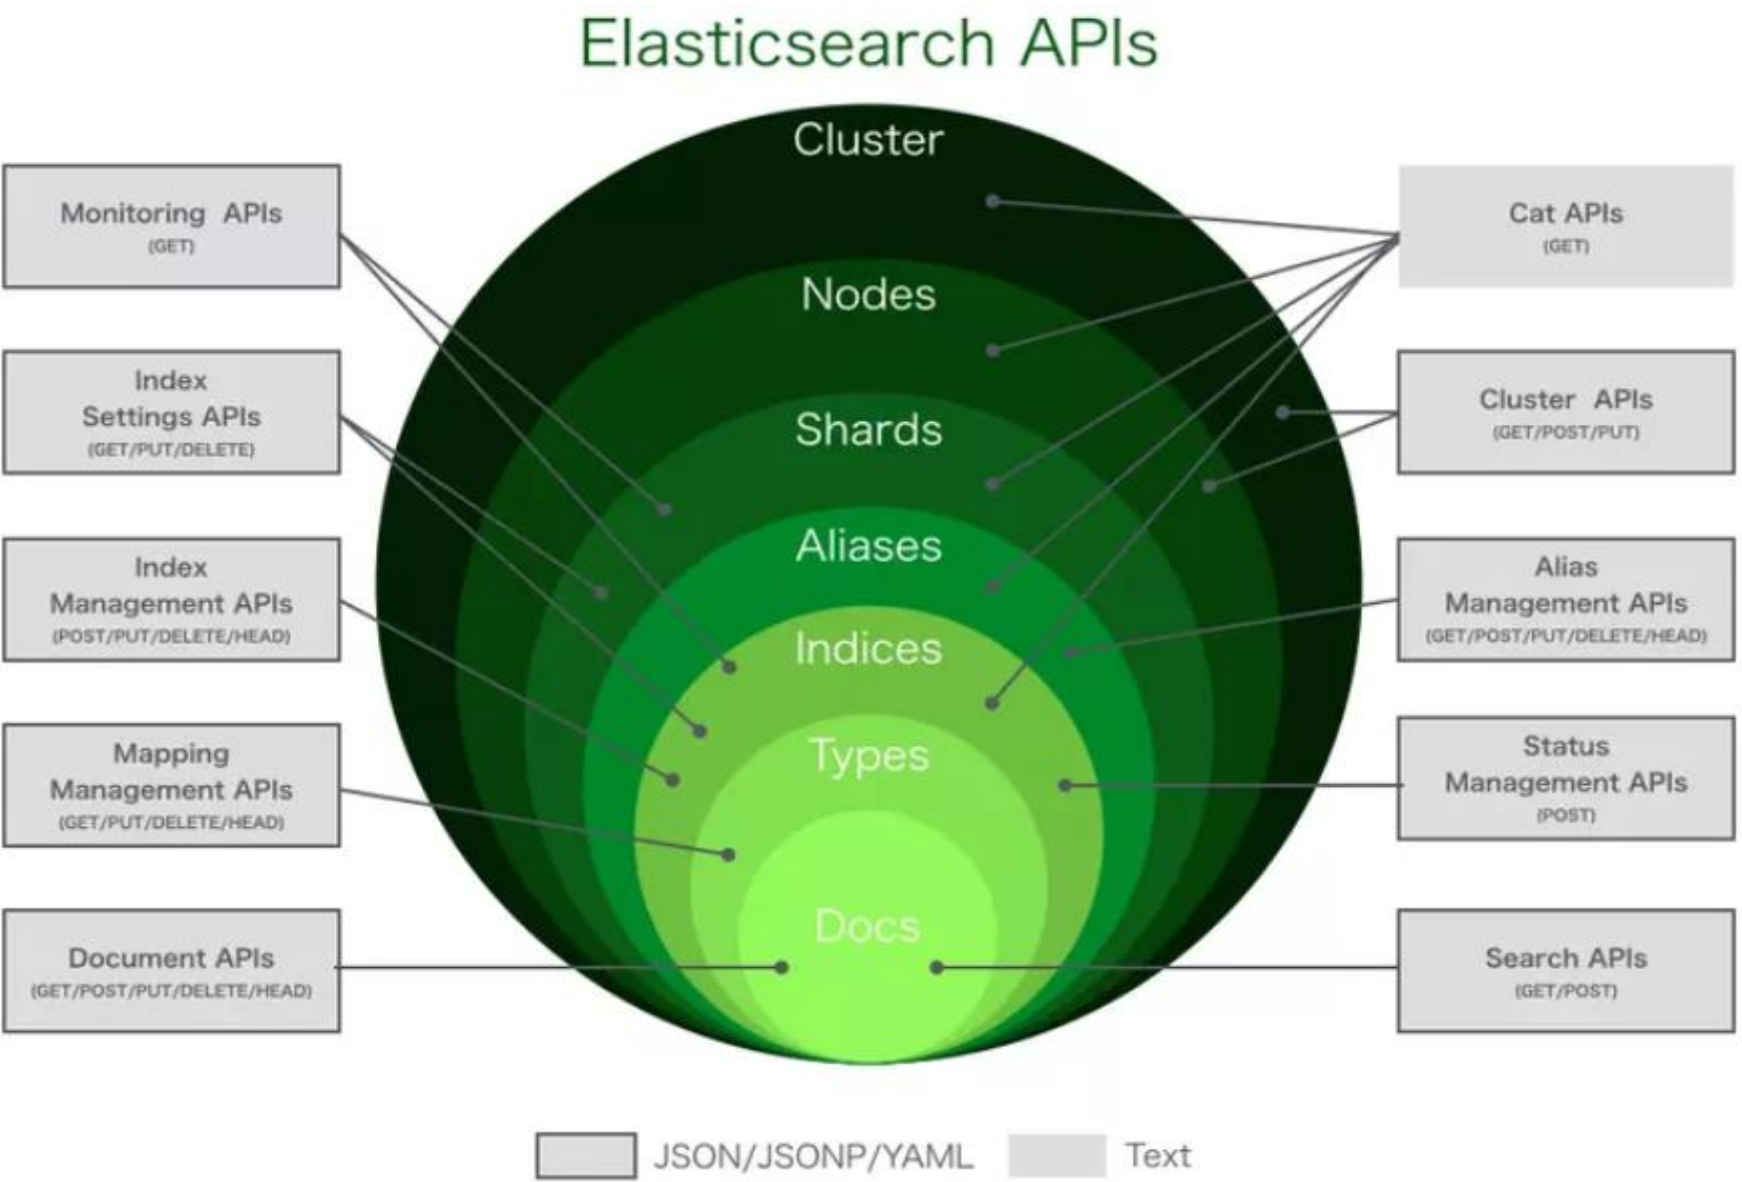 Elasticsearch APIs
Cluster
Nodes
Shards
Aliases
Indices
Types
Docs
Monitoring APIs
(GET)
Index
Settings APIs
(GET/PUT/DELETE)
Index
Management APIs
(POST/PUT/DELETE/HEAD)
Mapping
Management APIs
(GET/PUT/DELETE/HEAD)
Document APIs
(GET/POST/PUT/DELETE/HEAD)
Cat APIs
(GET)
Cluster APIs
(GET/POST/PUT)
Alias
Management APIs
(GET/POST/PUT/DELETE/HEAD)
Status
Management APIs
(POST)
Search APIs
(GET/POST)
JSON/JSONP/YAML
Text